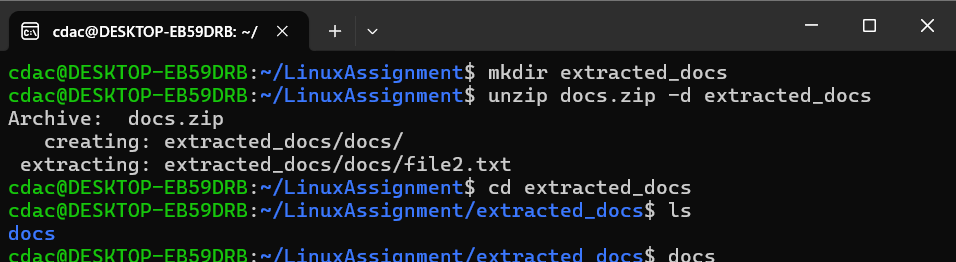 cdac@DESKTOP-EB59DRB: ~/
cdac@DESKTOP-EB59DRB:~/LinuxAssignment$ mkdir extracted_docs
cdac@DESKTOP-EB59DRB:~/LinuxAssignment$ unzip docs.zip -d extracted_docs
Archive:  docs.zip
   creating: extracted_docs/docs/
 extracting: extracted_docs/docs/file2.txt
cdac@DESKTOP-EB59DRB:~/LinuxAssignment$ cd extracted_docs
cdac@DESKTOP-EB59DRB:~/LinuxAssignment/extracted_docs$ ls
docs
cdac@DESKTOP-EB59DRB:~/LinuxAssignment/extracted_docs$ docs